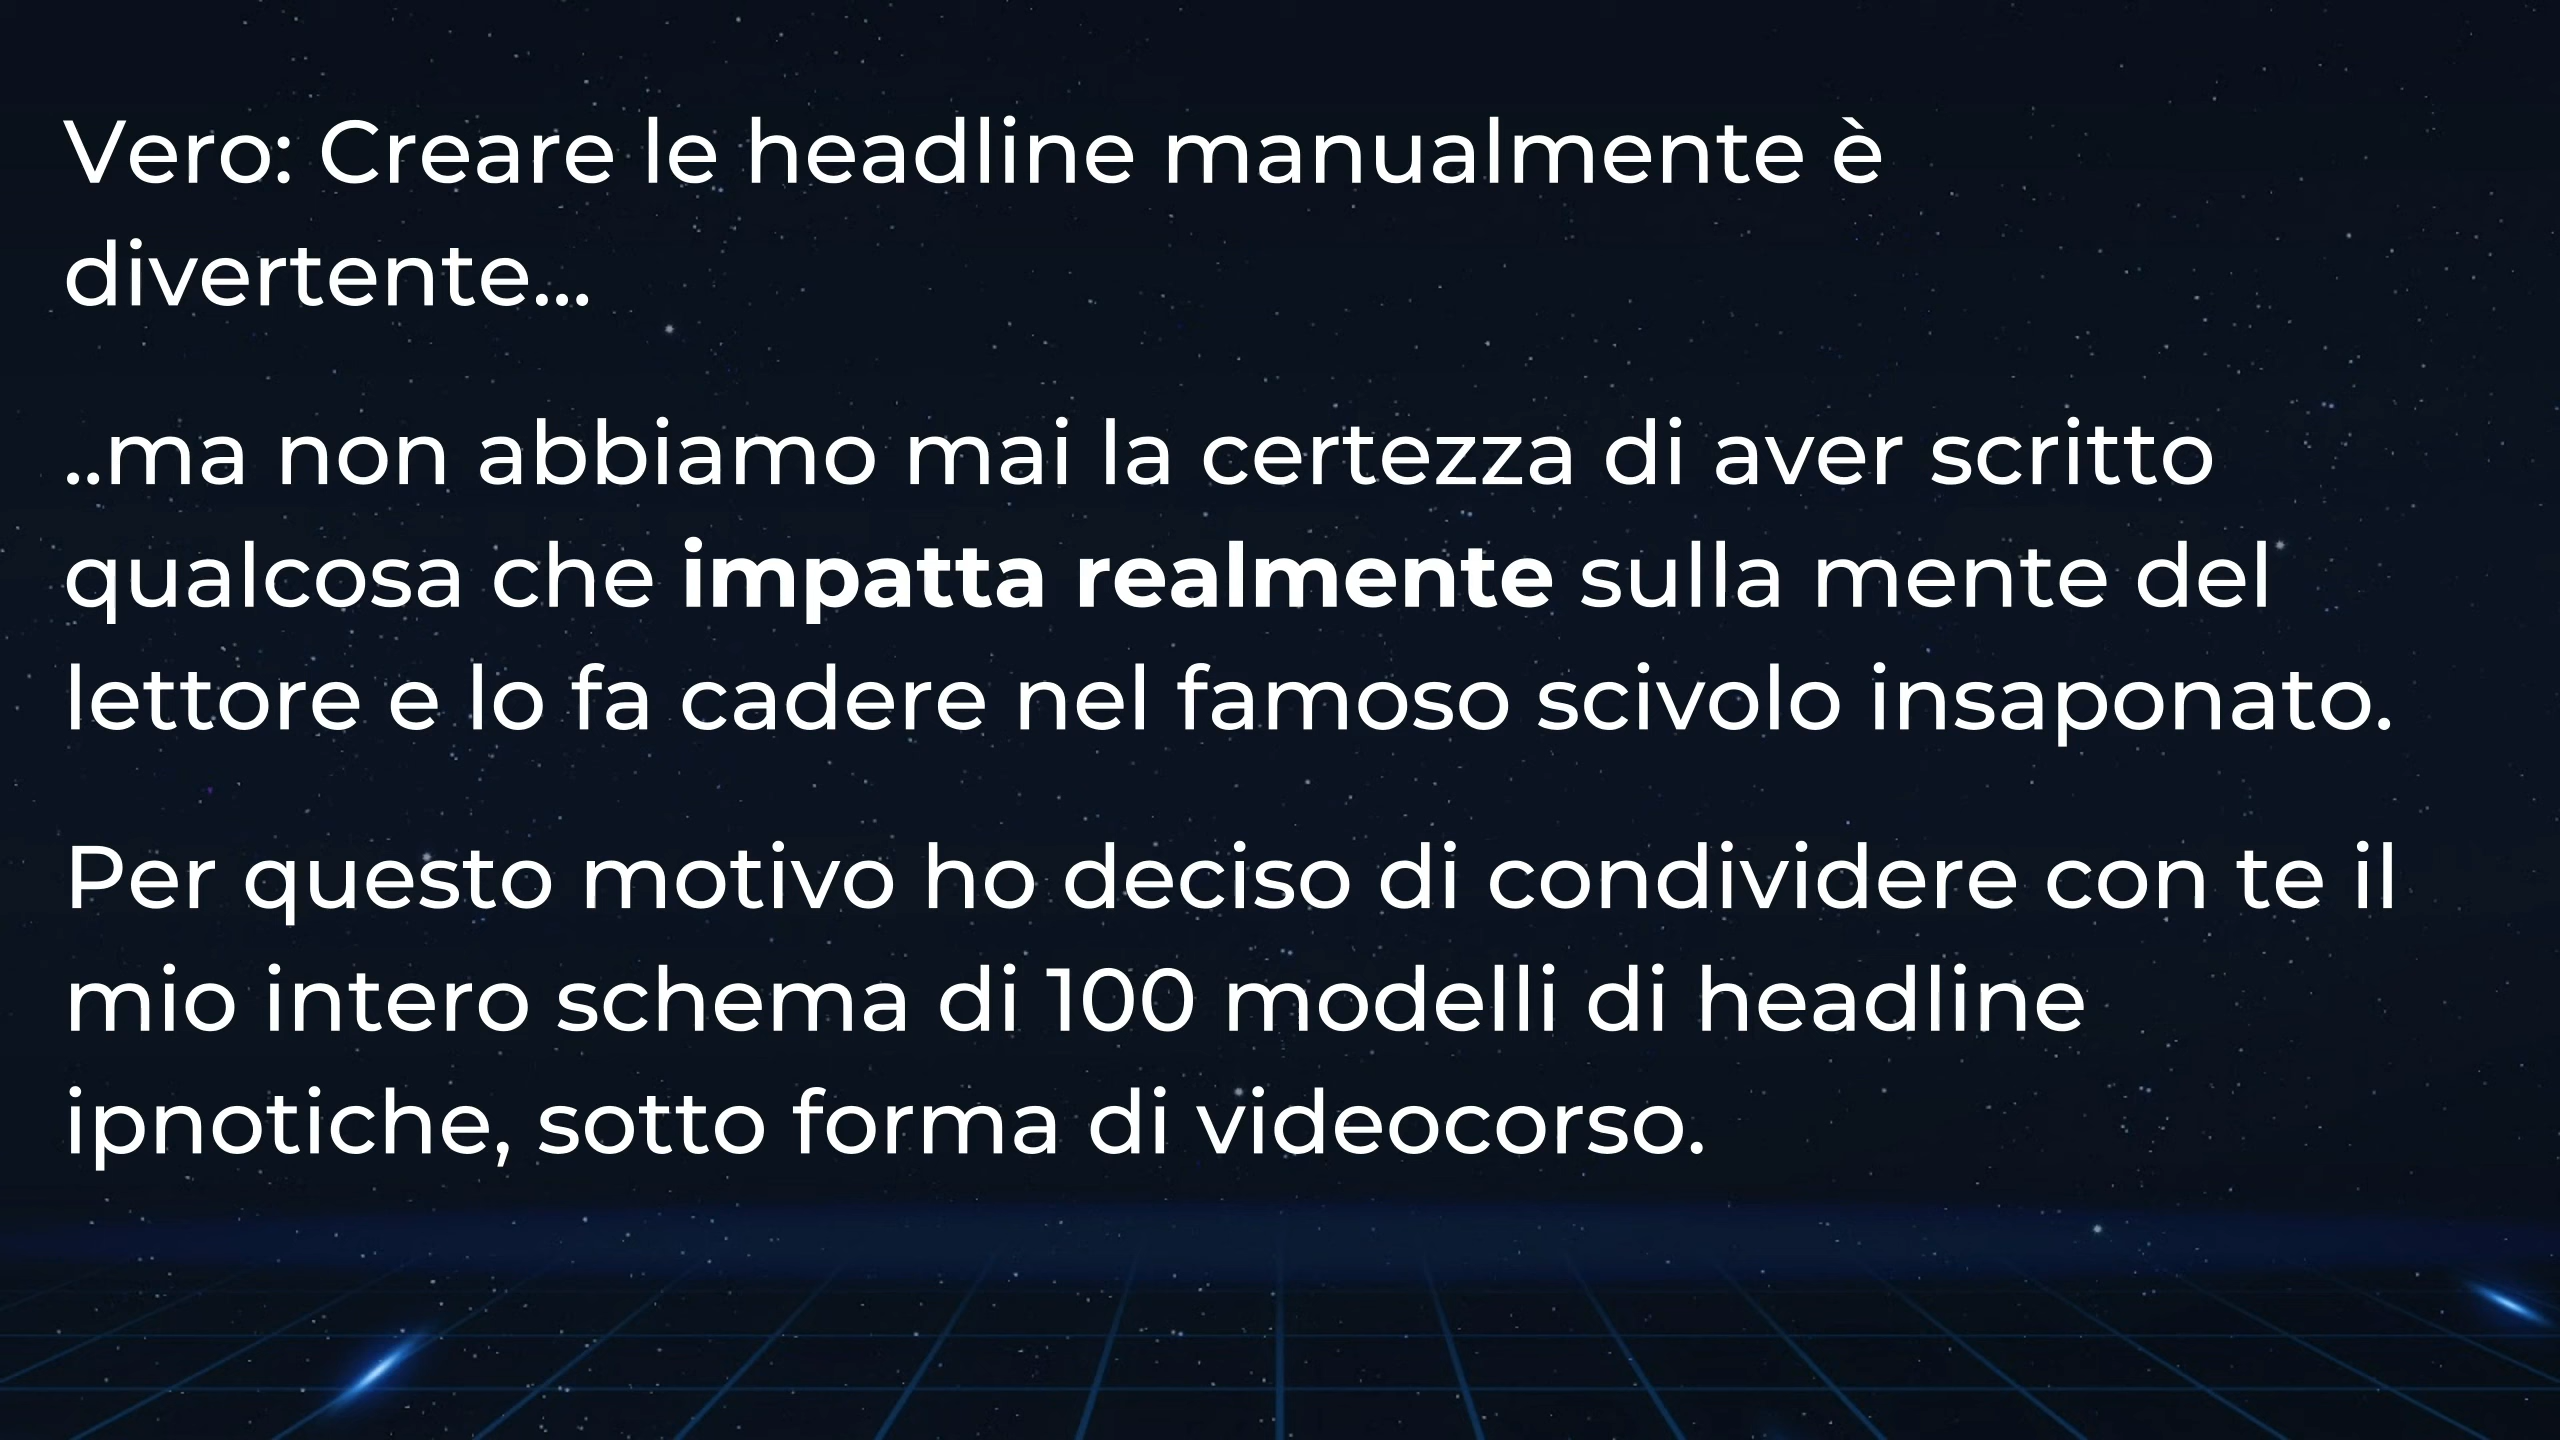 Vero: Creare le headline manualmente è
divertente...
..ma non abbiamo mai la certezza di aver scritto
qualcosa che impatta realmente sulla mente del
lettore e lo fa cadere nel famoso scivolo insaponato.
Per questo motivo ho deciso di condividere con te il
mio intero schema di 100 modelli di headline
ipnotiche, sotto forma di videocorso.